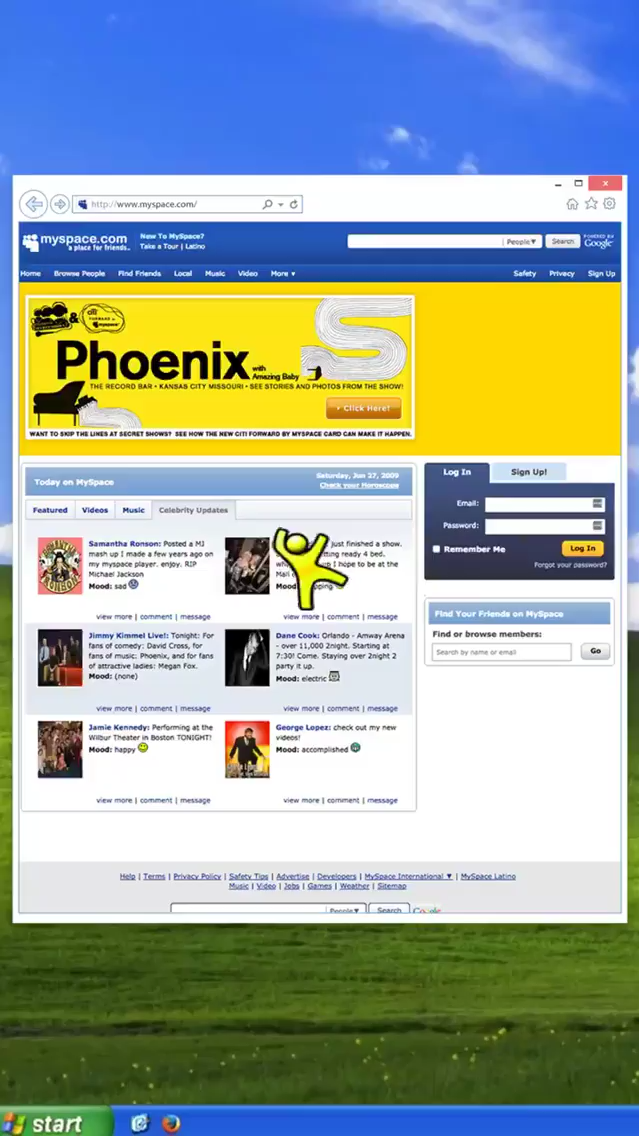 http://www.myspace.com/
myspace.com
a place for friends.
New To MySpace?
Take a Tour | Latino
People▼
Search
POWERED BY
Google
Home
Browse People
Find Friends
Local
Music
Video
More ▾
Safety
Privacy
Sign Up
& citi
FORWARD by
myspace
Phoenix with
Amazing Baby
THE RECORD BAR • KANSAS CITY MISSOURI • SEE STORIES AND PHOTOS FROM THE SHOW!
Click Here!
WANT TO SKIP THE LINES AT SECRET SHOWS? SEE HOW THE NEW CITI FORWARD BY MYSPACE CARD CAN MAKE IT HAPPEN.
Today on MySpace
Saturday, Jun 27, 2009
Check your Horoscope
Featured
Videos
Music
Celebrity Updates
Samantha Ronson: Posted a MJ
mash up I made a few years ago on
my myspace player. enjoy. RIP
Michael Jackson
Mood: sad
view more | comment | message
just finished a show.
getting ready 4 bed.
I hope to be at the
Mall
Mood:
view more | comment | message
Jimmy Kimmel Live!: Tonight: For
fans of comedy: David Cross, for
fans of music: Phoenix, and for fans
of attractive ladies: Megan Fox.
Mood: (none)
view more | comment | message
Dane Cook: Orlando - Amway Arena
- over 11,000 2night. Starting at
7:30! Come. Staying over 2night 2
party it up.
Mood: electric
view more | comment | message
Jamie Kennedy: Performing at the
Wilbur Theater in Boston TONIGHT!
Mood: happy
view more | comment | message
George Lopez: check out my new
videos!
Mood: accomplished
view more | comment | message
Log In
Sign Up!
Email:
Password:
Remember Me
Log In
Forgot your password?
Find Your Friends on MySpace
Find or browse members:
Search by name or email
Go
Help | Terms | Privacy Policy | Safety Tips | Advertise | Developers | MySpace International ▼ | MySpace Latino
Music | Video | Jobs | Games | Weather | Sitemap
People▼
Search
Google
start